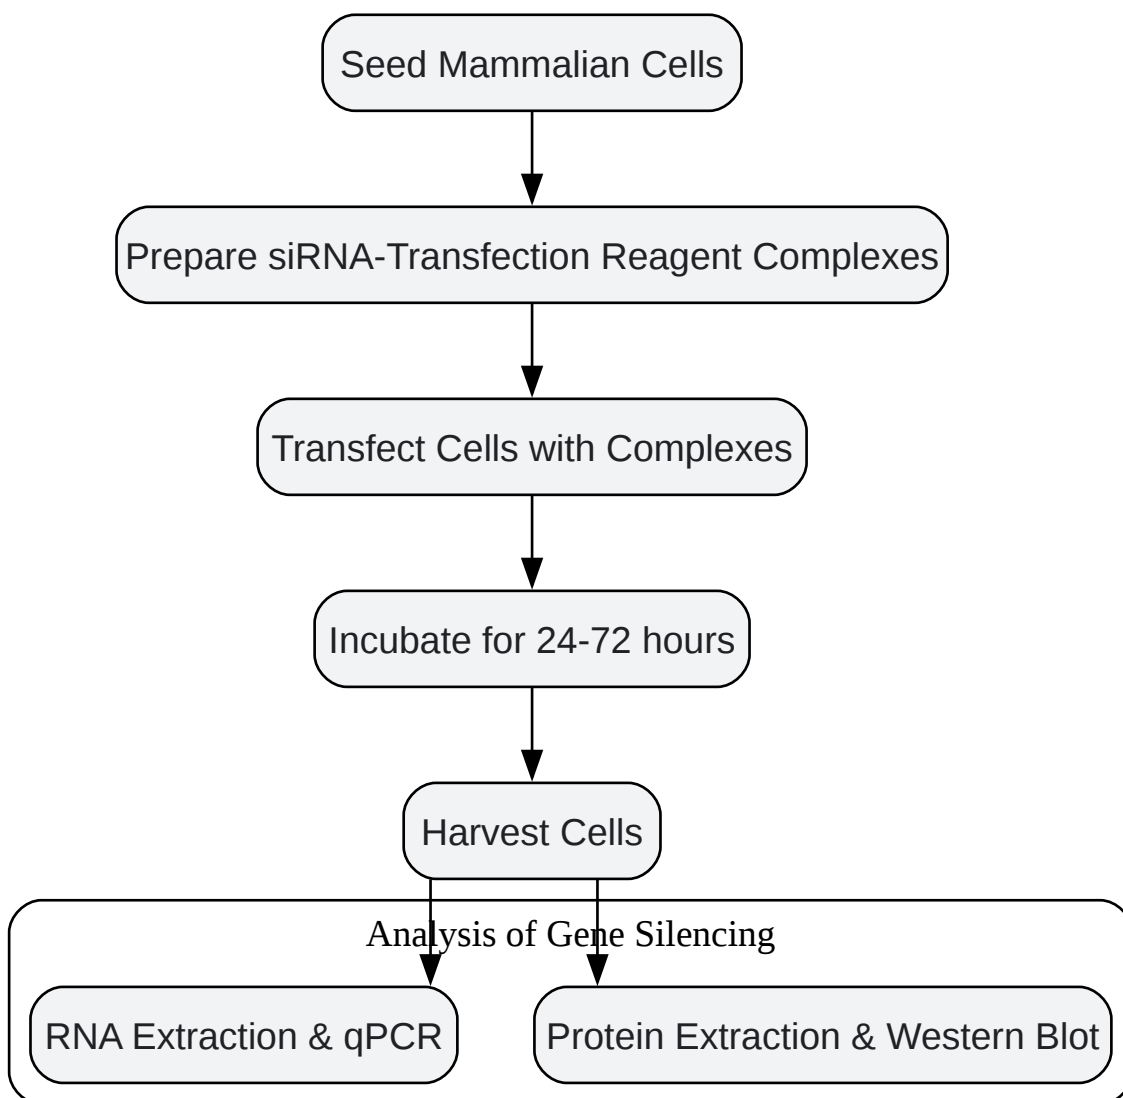 Seed Mammalian Cells
Prepare siRNA-Transfection Reagent Complexes
Transfect Cells with Complexes
Incubate for 24-72 hours
Harvest Cells
Analysis of Gene Silencing
RNA Extraction & qPCR
Protein Extraction & Western Blot